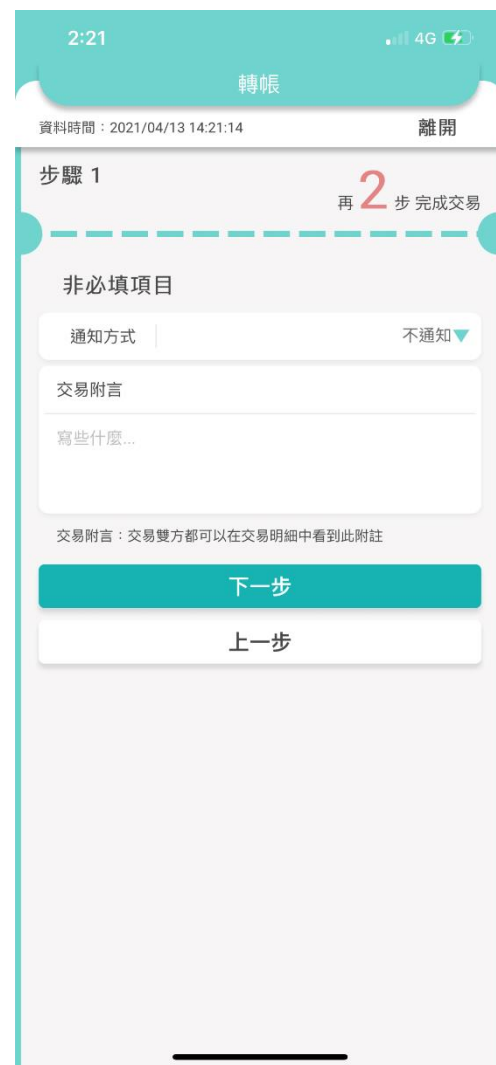 2:21 4G
轉帳
資料時間：2021/04/13 14:21:14 離開
步驟 1
再 2 步 完成交易
非必填項目
通知方式 不通知▼
交易附言
寫些什麼...
交易附言：交易雙方都可以在交易明細中看到此附註
下一步
上一步